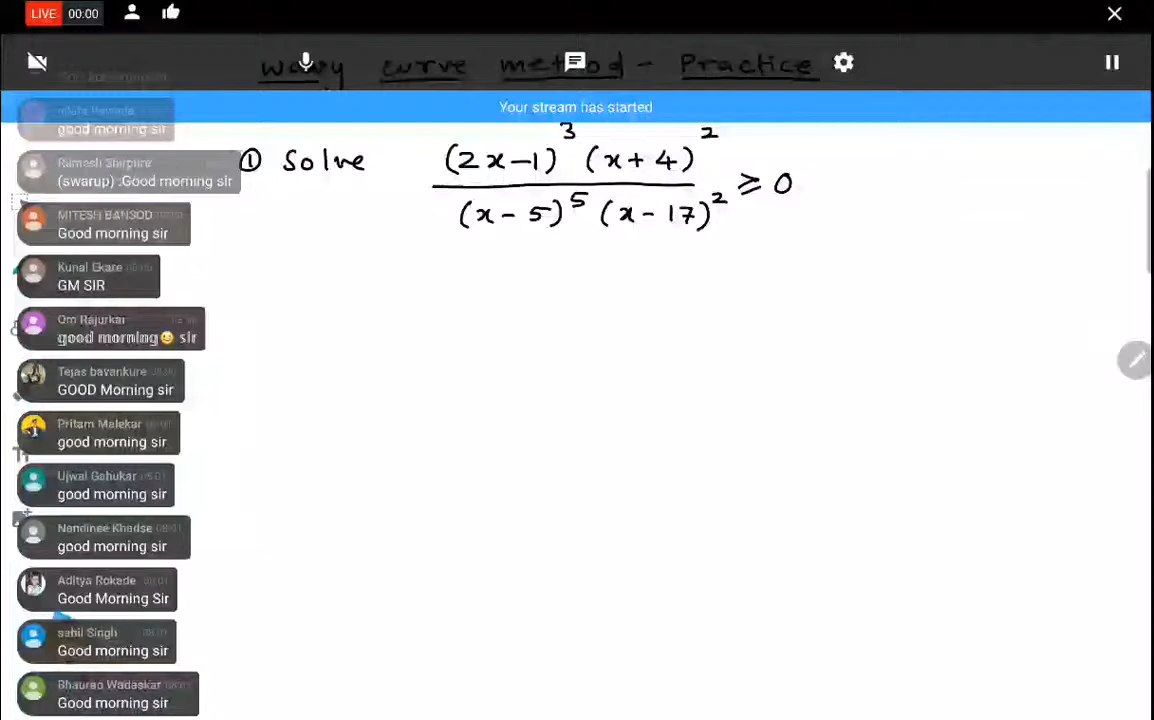 LIVE 00:00
wavy curve method - Practice
Your stream has started
good morning sir
① Solve (2x-1)³ (x+4)² / (x-5)⁵ (x-17)² ≥ 0
Ramesh Shirpure
(swarup) :Good morning sir
MITESH BANSOD
Good morning sir
Kunal Ekare
GM SIR
Om Rajurkar
good morning😊 sir
Tejas bavankure
GOOD Morning sir
Pritam Malekar
good morning sir
Ujwal Gahukar
good morning sir
Nandinee Khadse
good morning sir
Aditya Rokade
Good Morning Sir
sahil Singh
Good morning sir
Bhaurao Wadaskar
Good morning sir